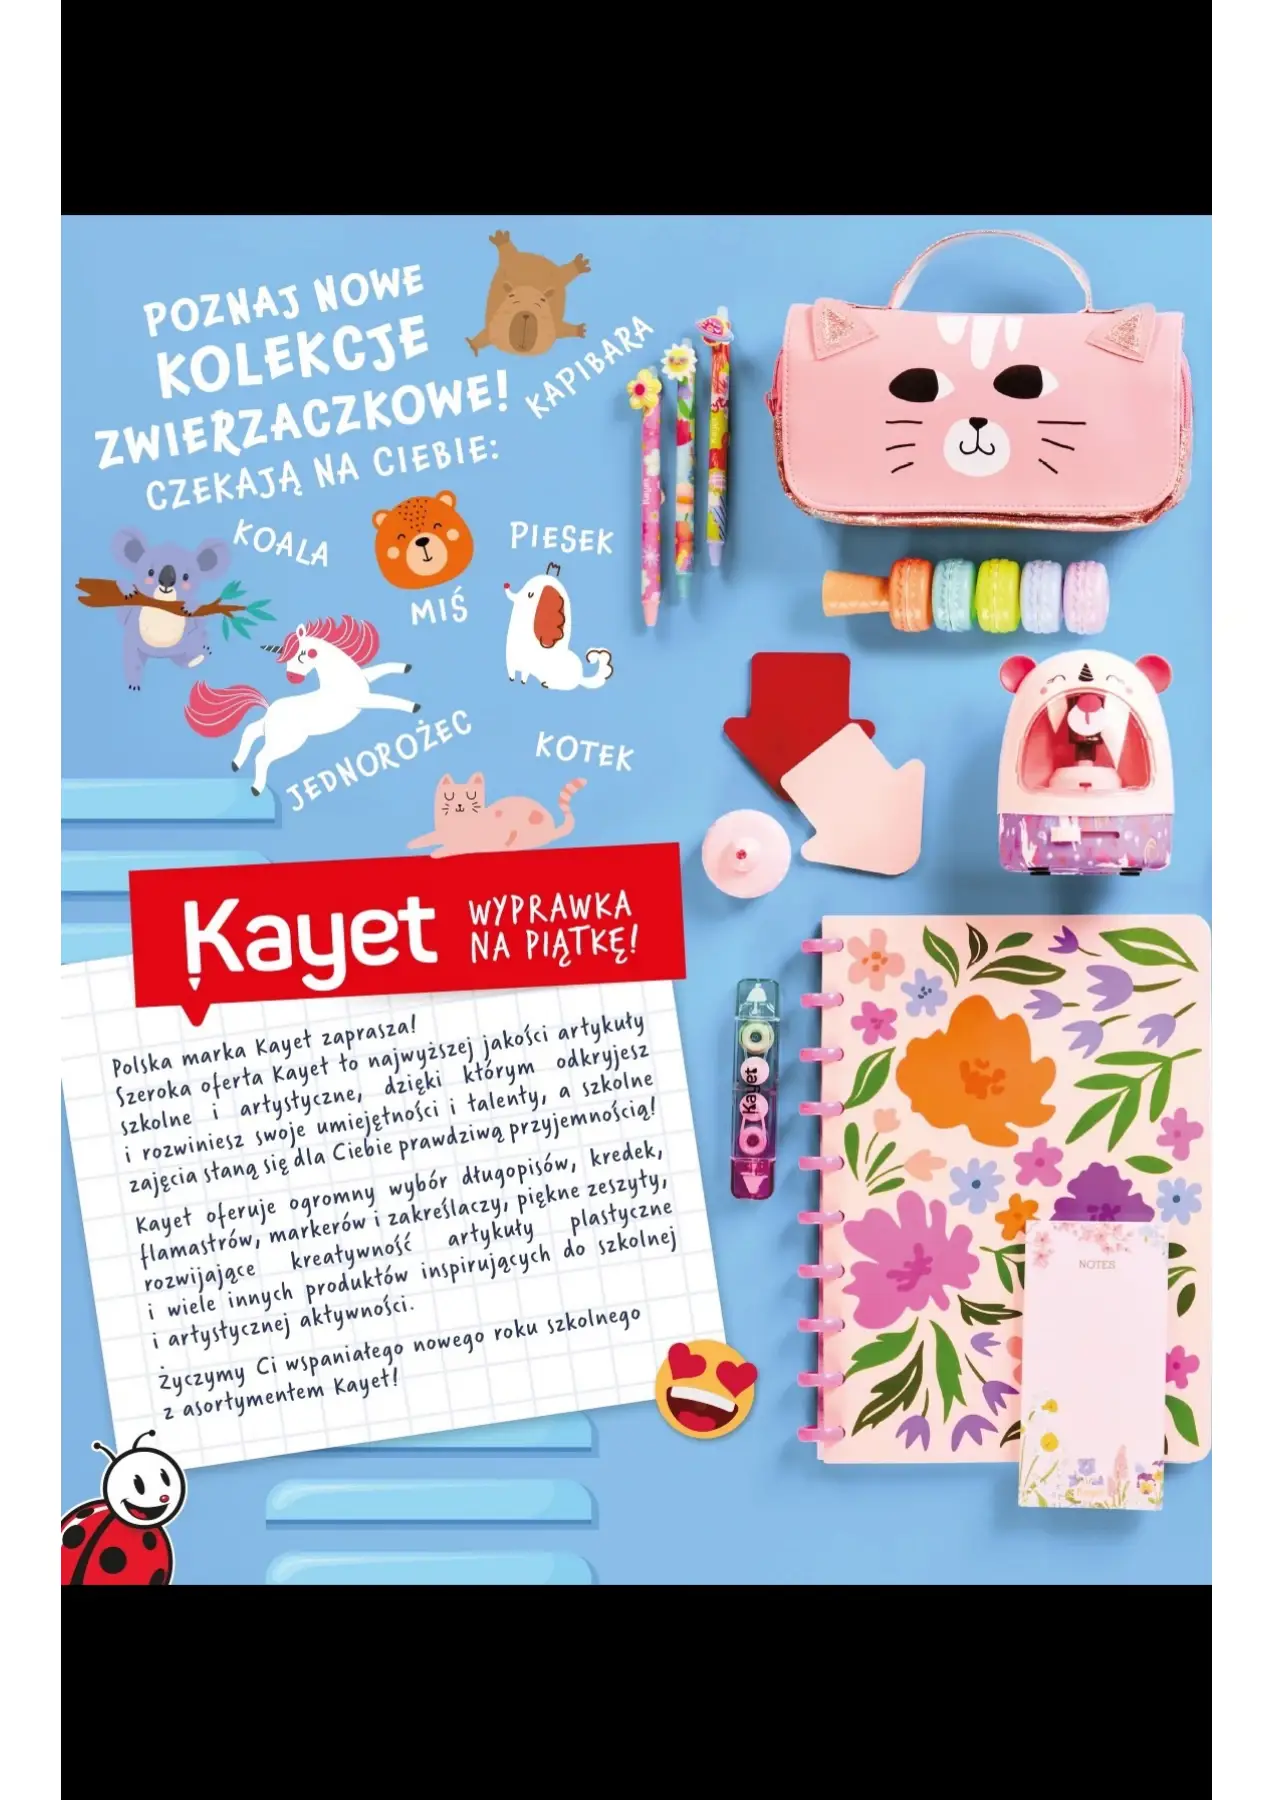 POZNAJ NOWE
KOLEKCJE
ZWIERZACZKOWE!
CZEKAJĄ NA CIEBIE:
KAPIBARA
KOALA
MIŚ
PIESEK
JEDNOROŻEC
KOTEK
Kayet
WYPRAWKA
NA PIĄTKĘ!
Polska marka Kayet zaprasza!
Szeroka oferta Kayet to najwyższej jakości artykuły
szkolne i artystyczne, dzięki którym odkryjesz
i rozwiniesz swoje umiejętności i talenty, a szkolne
zajęcia staną się dla Ciebie prawdziwą przyjemnością!
Kayet oferuje ogromny wybór długopisów, kredek,
flamastrów, markerów i zakreślaczy, piękne zeszyty,
rozwijające kreatywność artykuły plastyczne
i wiele innych produktów inspirujących do szkolnej
i artystycznej aktywności.
Życzymy Ci wspaniałego nowego roku szkolnego
z asortymentem Kayet!
Kayet
Kayet
NOTES